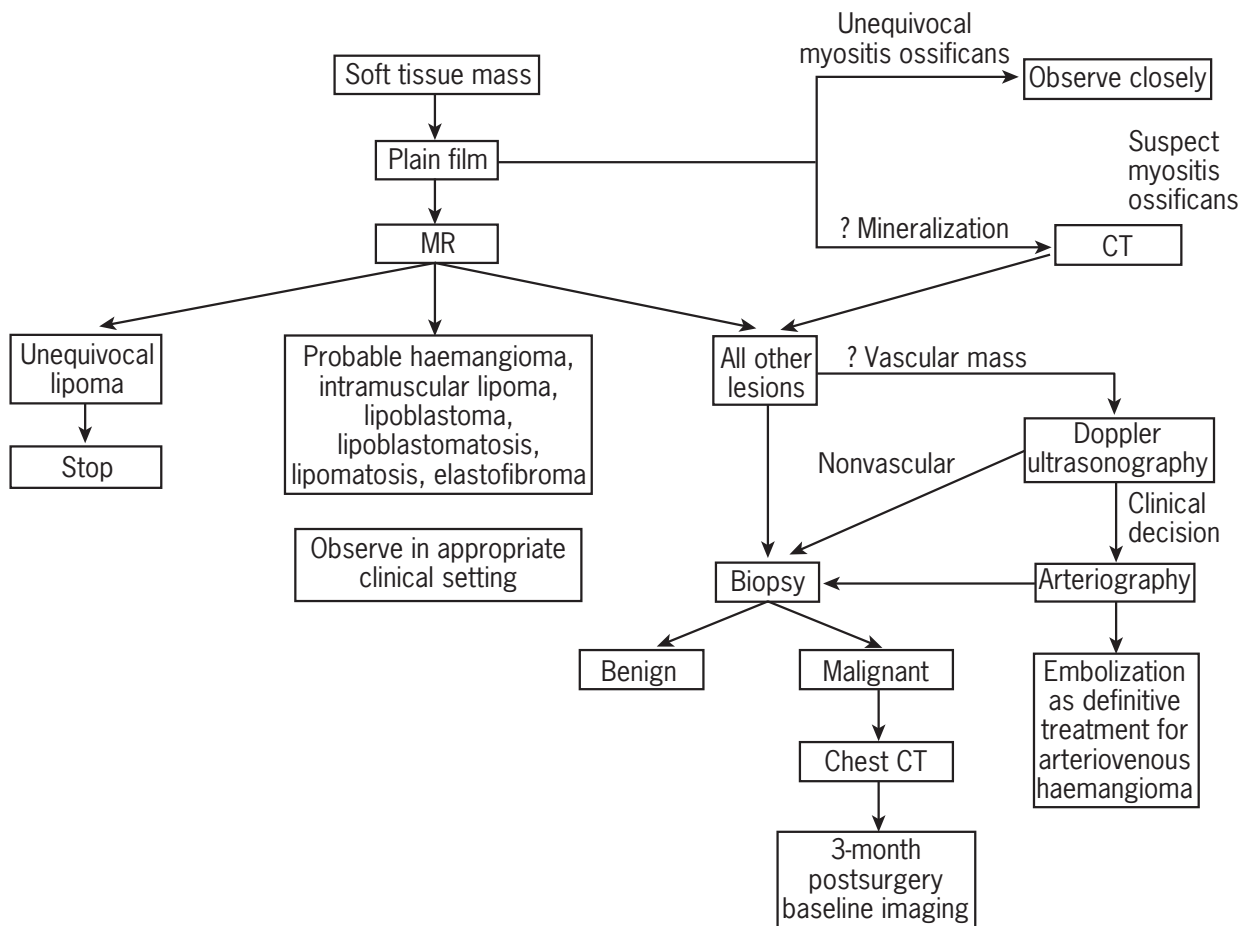 Unequivocal
myositis ossificans
Soft tissue mass
Observe closely
Plain film
Suspect
myositis
ossificans
? Mineralization
MR
CT
Unequivocal
lipoma
Probable haemangioma,
intramuscular lipoma,
lipoblastoma,
lipoblastomatosis,
lipomatosis, elastofibroma
All other
lesions
? Vascular mass
Stop
Doppler
ultrasonography
Nonvascular
Clinical
decision
Observe in appropriate
clinical setting
Biopsy
Arteriography
Benign
Malignant
Embolization
as definitive
treatment for
arteriovenous
haemangioma
Chest CT
3-month
postsurgery
baseline imaging